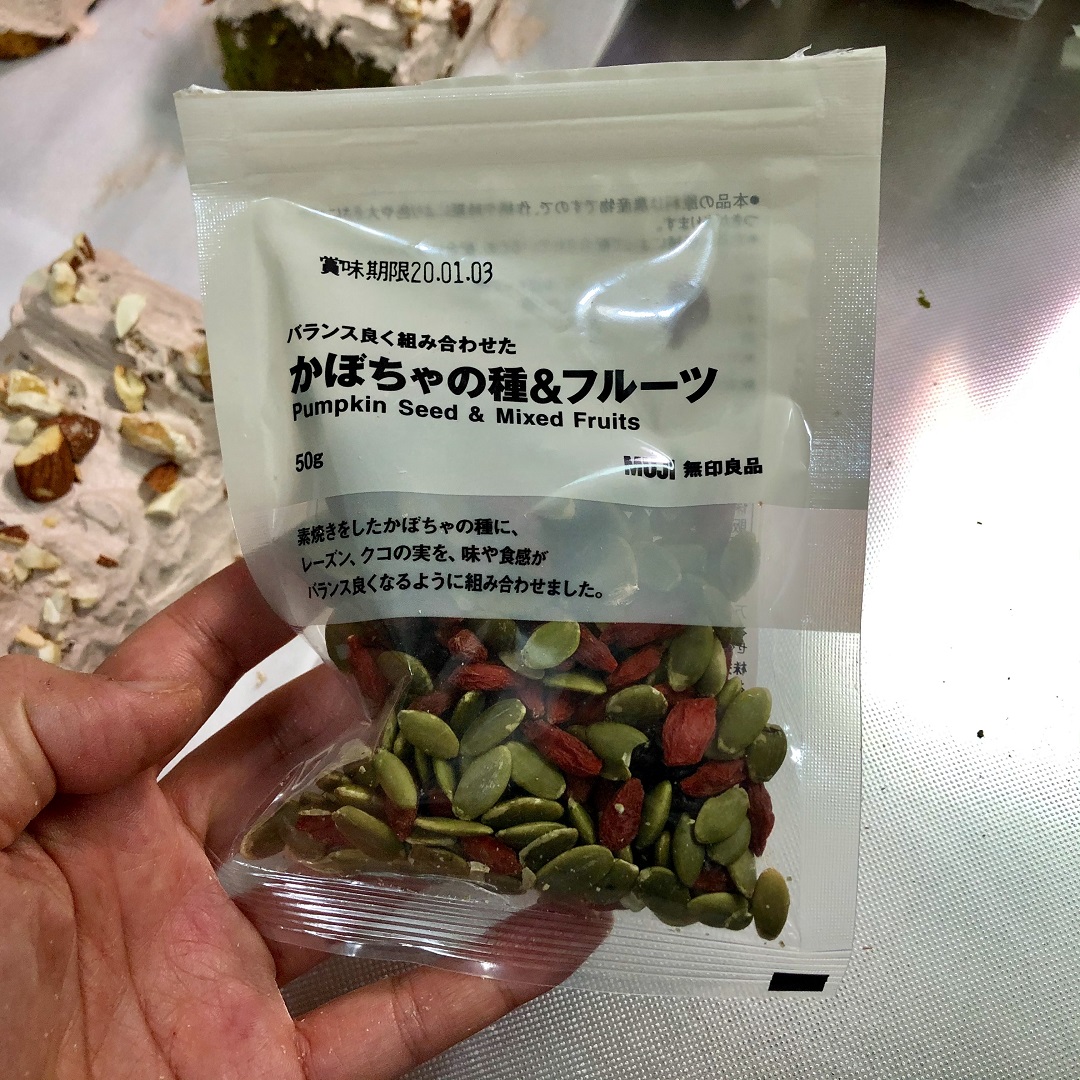 賞味期限20.01.03
バランス良く組み合わせた
かぼちゃの種&フルーツ
Pumpkin Seed & Mixed Fruits
50g
MUJI 無印良品
素焼きをしたかぼちゃの種に、
レーズン、クコの実を、味や食感が
バランス良くなるように組み合わせました。